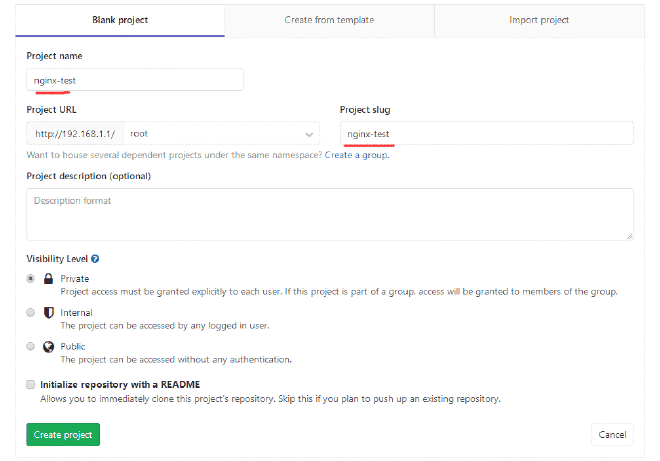 Blank project
Create from template
Import project
Project name
nginx-test
Project URL
Project slug
http://192.168.1.1/ root
nginx-test
Want to house several dependent projects under the same namespace? Create a group.
Project description (optional)
Description format
Visibility Level
Private
Project access must be granted explicitly to each user. If this project is part of a group. access will be granted to members of the group.
Internal
The project can be accessed by any logged in user.
Public
The project can be accessed without any authentication.
Initialize repository with a README
Allows you to immediately clone this project's repository. Skip this if you plan to push up an existing repository.
Create project
Cancel